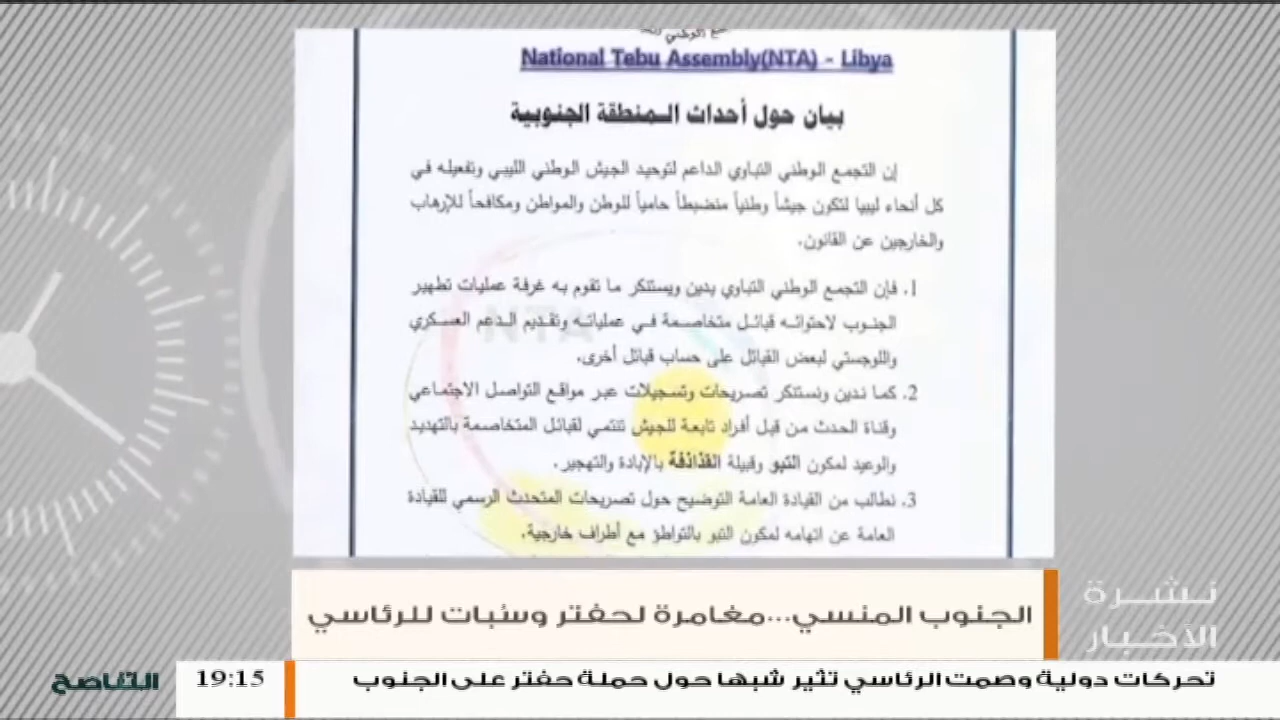 National Tebu Assembly(NTA) - Libya
بيان حول أحداث المنطقة الجنوبية
إن التجمع الوطني التباوي الداعم لتوحيد الجيش الوطني الليبي وتفعيله في
كل أنحاء ليبيا لتكون جيشاً وطنياً منضبطاً حامياً للوطن والمواطن ومكافحاً للإرهاب
والخارجين عن القانون.
1. فإن التجمع الوطني التباوي يدين ويستنكر ما تقوم به غرفة عمليات تطهير
الجنوب لاحتوائه قبائل متخاصمة في عملياته وتقديم الدعم العسكري
واللوجستي لبعض القبائل على حساب قبائل أخرى.
2. كما ندين ونستنكر تصريحات وتسجيلات عبر مواقع التواصل الاجتماعي
وقناة الحدث من قبل أفراد تابعة للجيش تنتمي لقبائل المتخاصمة بالتهديد
والوعيد لمكون التبو وقبيلة القذاذفة بالإبادة والتهجير.
3. نطالب من القيادة العامة التوضيح حول تصريحات المتحدث الرسمي للقيادة
العامة عن اتهامه لمكون التبو بالتواطؤ مع أطراف خارجية.
NTA
الجنوب المنسي...مغامرة لحفتر وسبات للرئاسي
نشرة
الأخبار
تحركات دولية وصمت الرئاسي تثير شبها حول حملة حفتر على الجنوب
19:15
التناصح